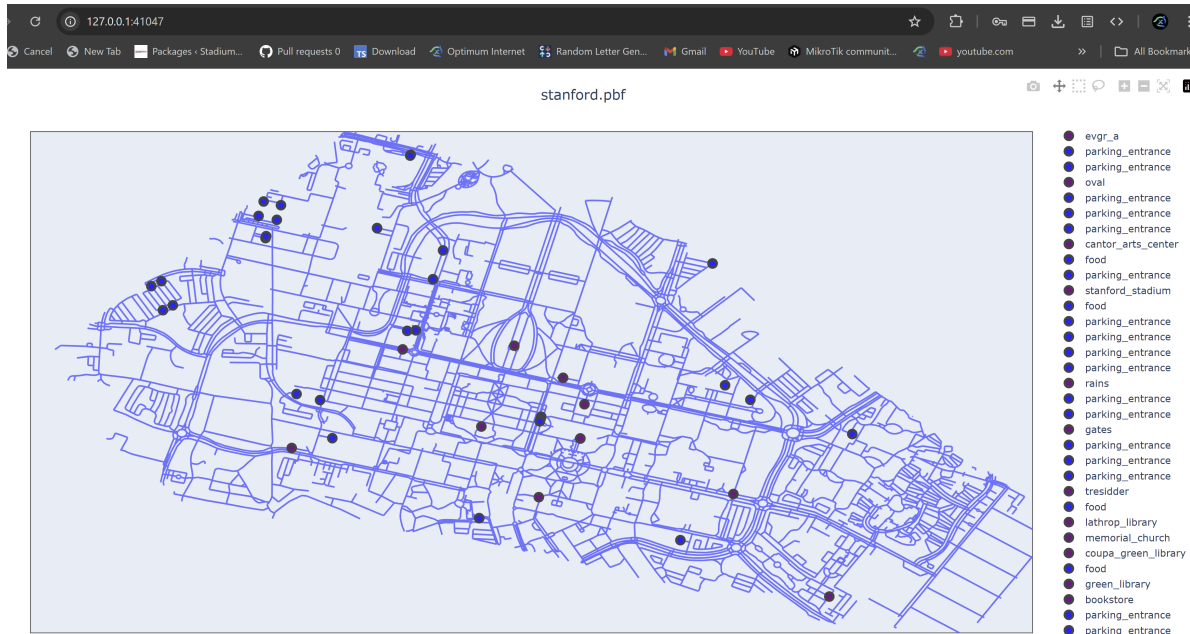 127.0.0.1:41047
Cancel New Tab Packages ‹ Stadium... Pull requests 0 Download Optimum Internet Random Letter Gen... Gmail YouTube MikroTik communit... youtube.com » All Bookmark
stanford.pbf
evgr_a
parking_entrance
parking_entrance
oval
parking_entrance
parking_entrance
parking_entrance
cantor_arts_center
food
parking_entrance
stanford_stadium
food
parking_entrance
parking_entrance
parking_entrance
parking_entrance
rains
parking_entrance
parking_entrance
gates
parking_entrance
parking_entrance
parking_entrance
tresidder
food
lathrop_library
memorial_church
coupa_green_library
food
green_library
bookstore
parking_entrance
parking_entrance